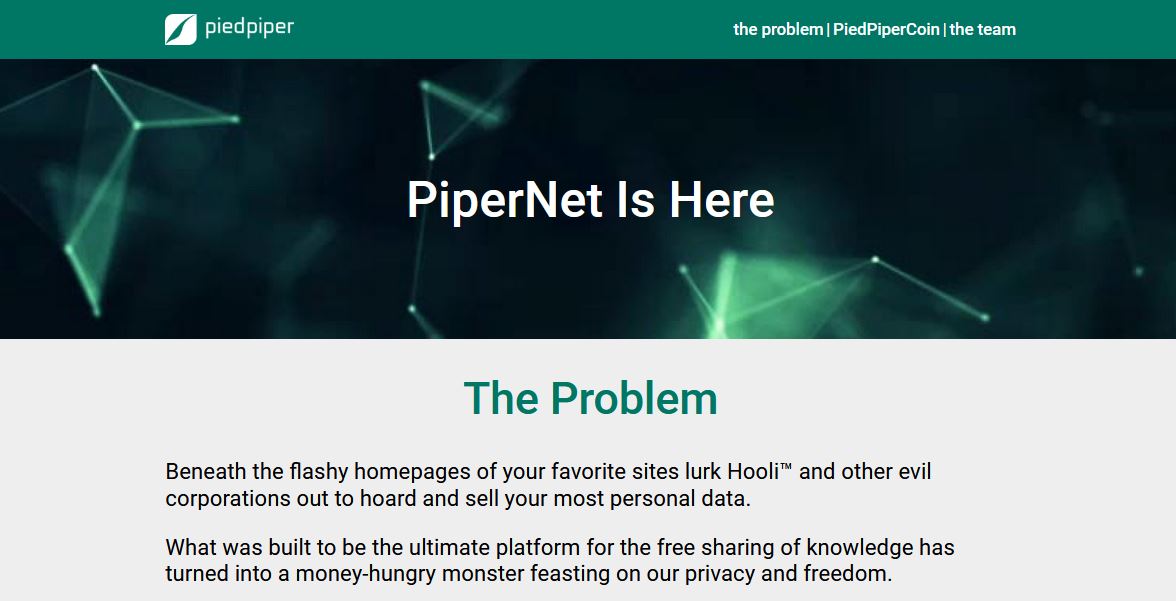 piedpiper
the problem | PiedPiperCoin | the team
PiperNet Is Here
The Problem
Beneath the flashy homepages of your favorite sites lurk Hooli™ and other evil
corporations out to hoard and sell your most personal data.
What was built to be the ultimate platform for the free sharing of knowledge has
turned into a money-hungry monster feasting on our privacy and freedom.